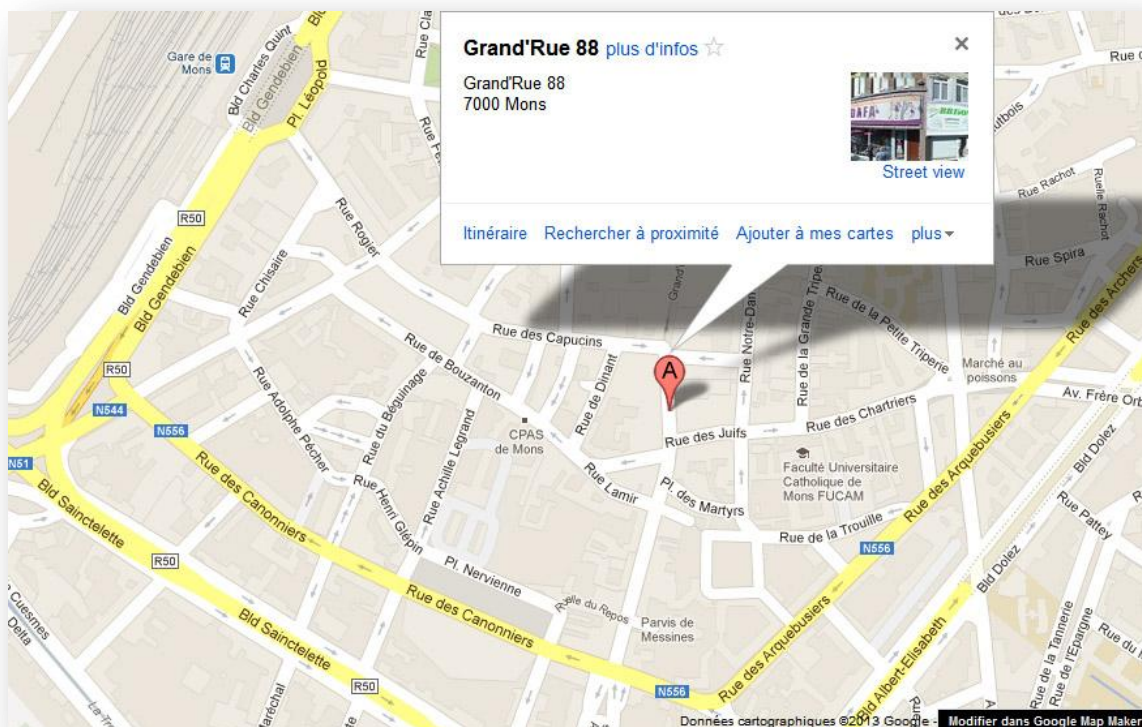 Grand'Rue 88 plus d'infos
Grand'Rue 88
7000 Mons
Street view
Itinéraire Rechercher à proximité Ajouter à mes cartes plus
Gare de
Mons
Bld Charles Quint
Bld Gendebien
Pl. Léopold
R50
Bld Gendebien
Bld Gendebien
Rue Rogier
Rue Chisaire
Rue Rachot
Ruelle Rachot
Rue Spira
Rue des Archers
Rue des Capucins
Rue de Bouzanton
Rue de Dinant
A
Rue Notre-Dam
Rue de la Grande Tripe
Rue de la Petite Triperie
Marché au
poissons
Av. Frère Orb
R50
N544
N556
N51
Rue Adolphe Pécher
Rue du Béguinage
Rue Achille Legrand
CPAS
de Mons
Rue des Juifs
Rue des Chartriers
Faculté Universitaire
Catholique de
Mons FUCAM
Rue des Arquebusiers
Bld Dolez
Rue des Canonniers
Rue Henri Glépin
Rue Lamir
Pl. des Martyrs
Rue de la Trouille
N556
Rue Pattey
Bld Dolez
Bld Sainctelette
R50
Pl. Nervienne
Rue des Canonniers
Ruelle du Repos
Parvis de
Messines
Rue des Arquebusiers
Bld Albert-Elisabeth
Rue de la Tannerie
Rue de l'Epargne
Rue du
Cuesmes
Delta
Bld Sainctelette
R50
N556
Données cartographiques ©2013 Google - Modifier dans Google Map Maker